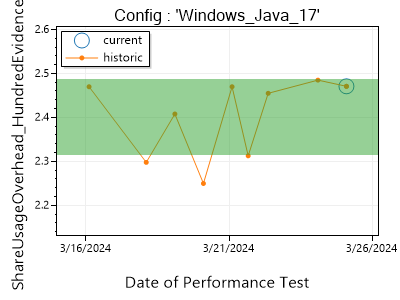 Config : 'Windows_Java_17'
current
historic
ShareUsageOverhead_HundredEvidence
2.6
2.5
2.4
2.3
2.2
3/16/2024
3/21/2024
3/26/2024
Date of Performance Test